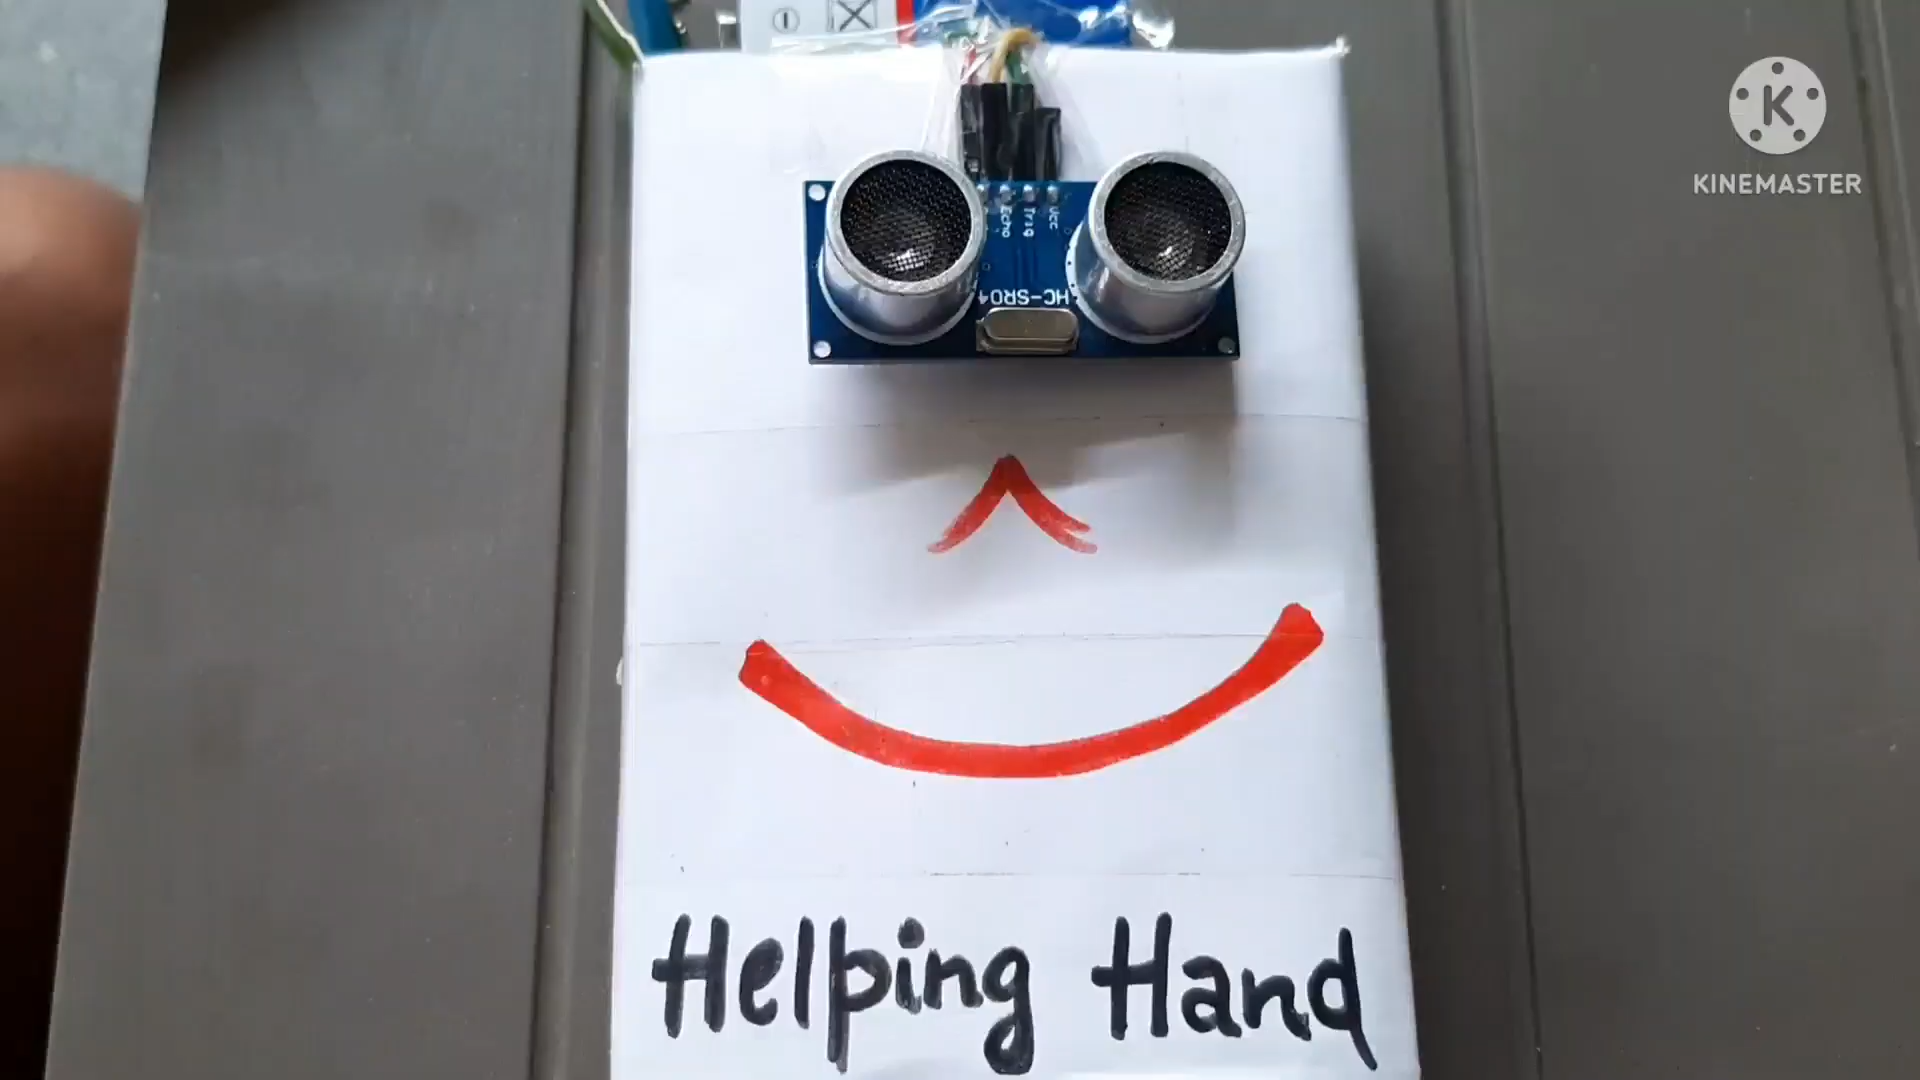 K
KINEMASTER
Echo
Trig
Vcc
HC-SR04
Helping Hand